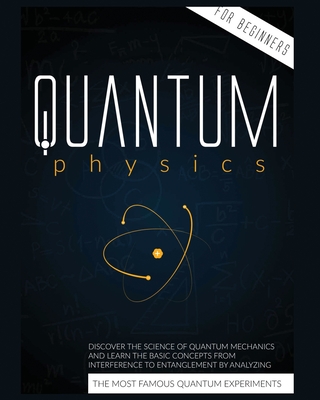 FOR BEGINNERS
QUANTUM
physics
DISCOVER THE SCIENCE OF QUANTUM MECHANICS
AND LEARN THE BASIC CONCEPTS FROM
INTERFERENCE TO ENTANGLEMENT BY ANALYZING
THE MOST FAMOUS QUANTUM EXPERIMENTS